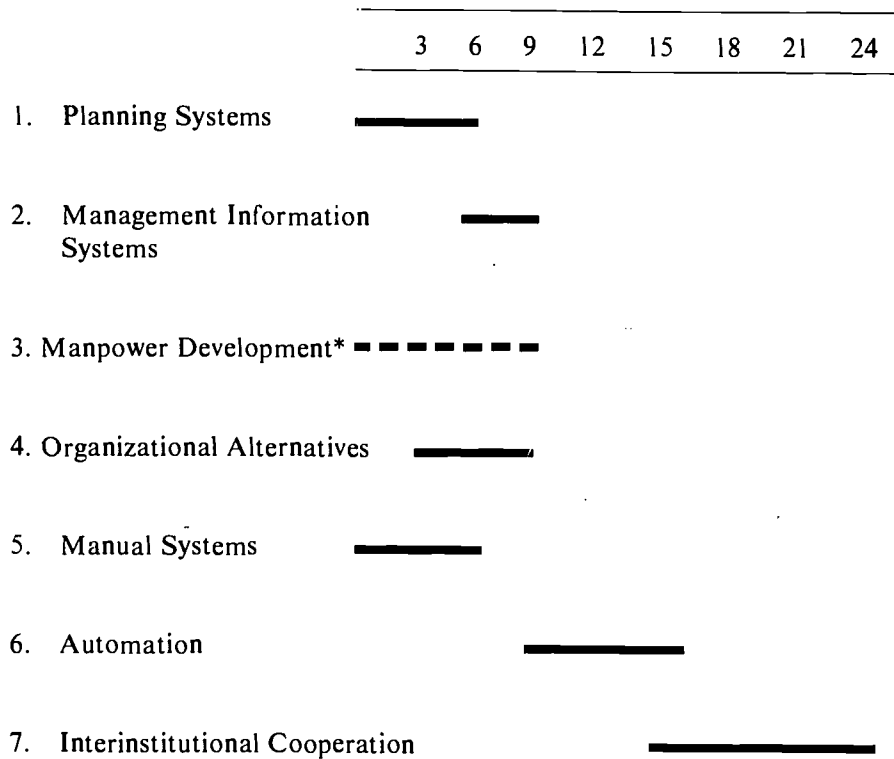 3 6 9 12 15 18 21 24
1. Planning Systems
2. Management Information
Systems
3. Manpower Development*
4. Organizational Alternatives
5. Manual Systems
6. Automation
7. Interinstitutional Cooperation